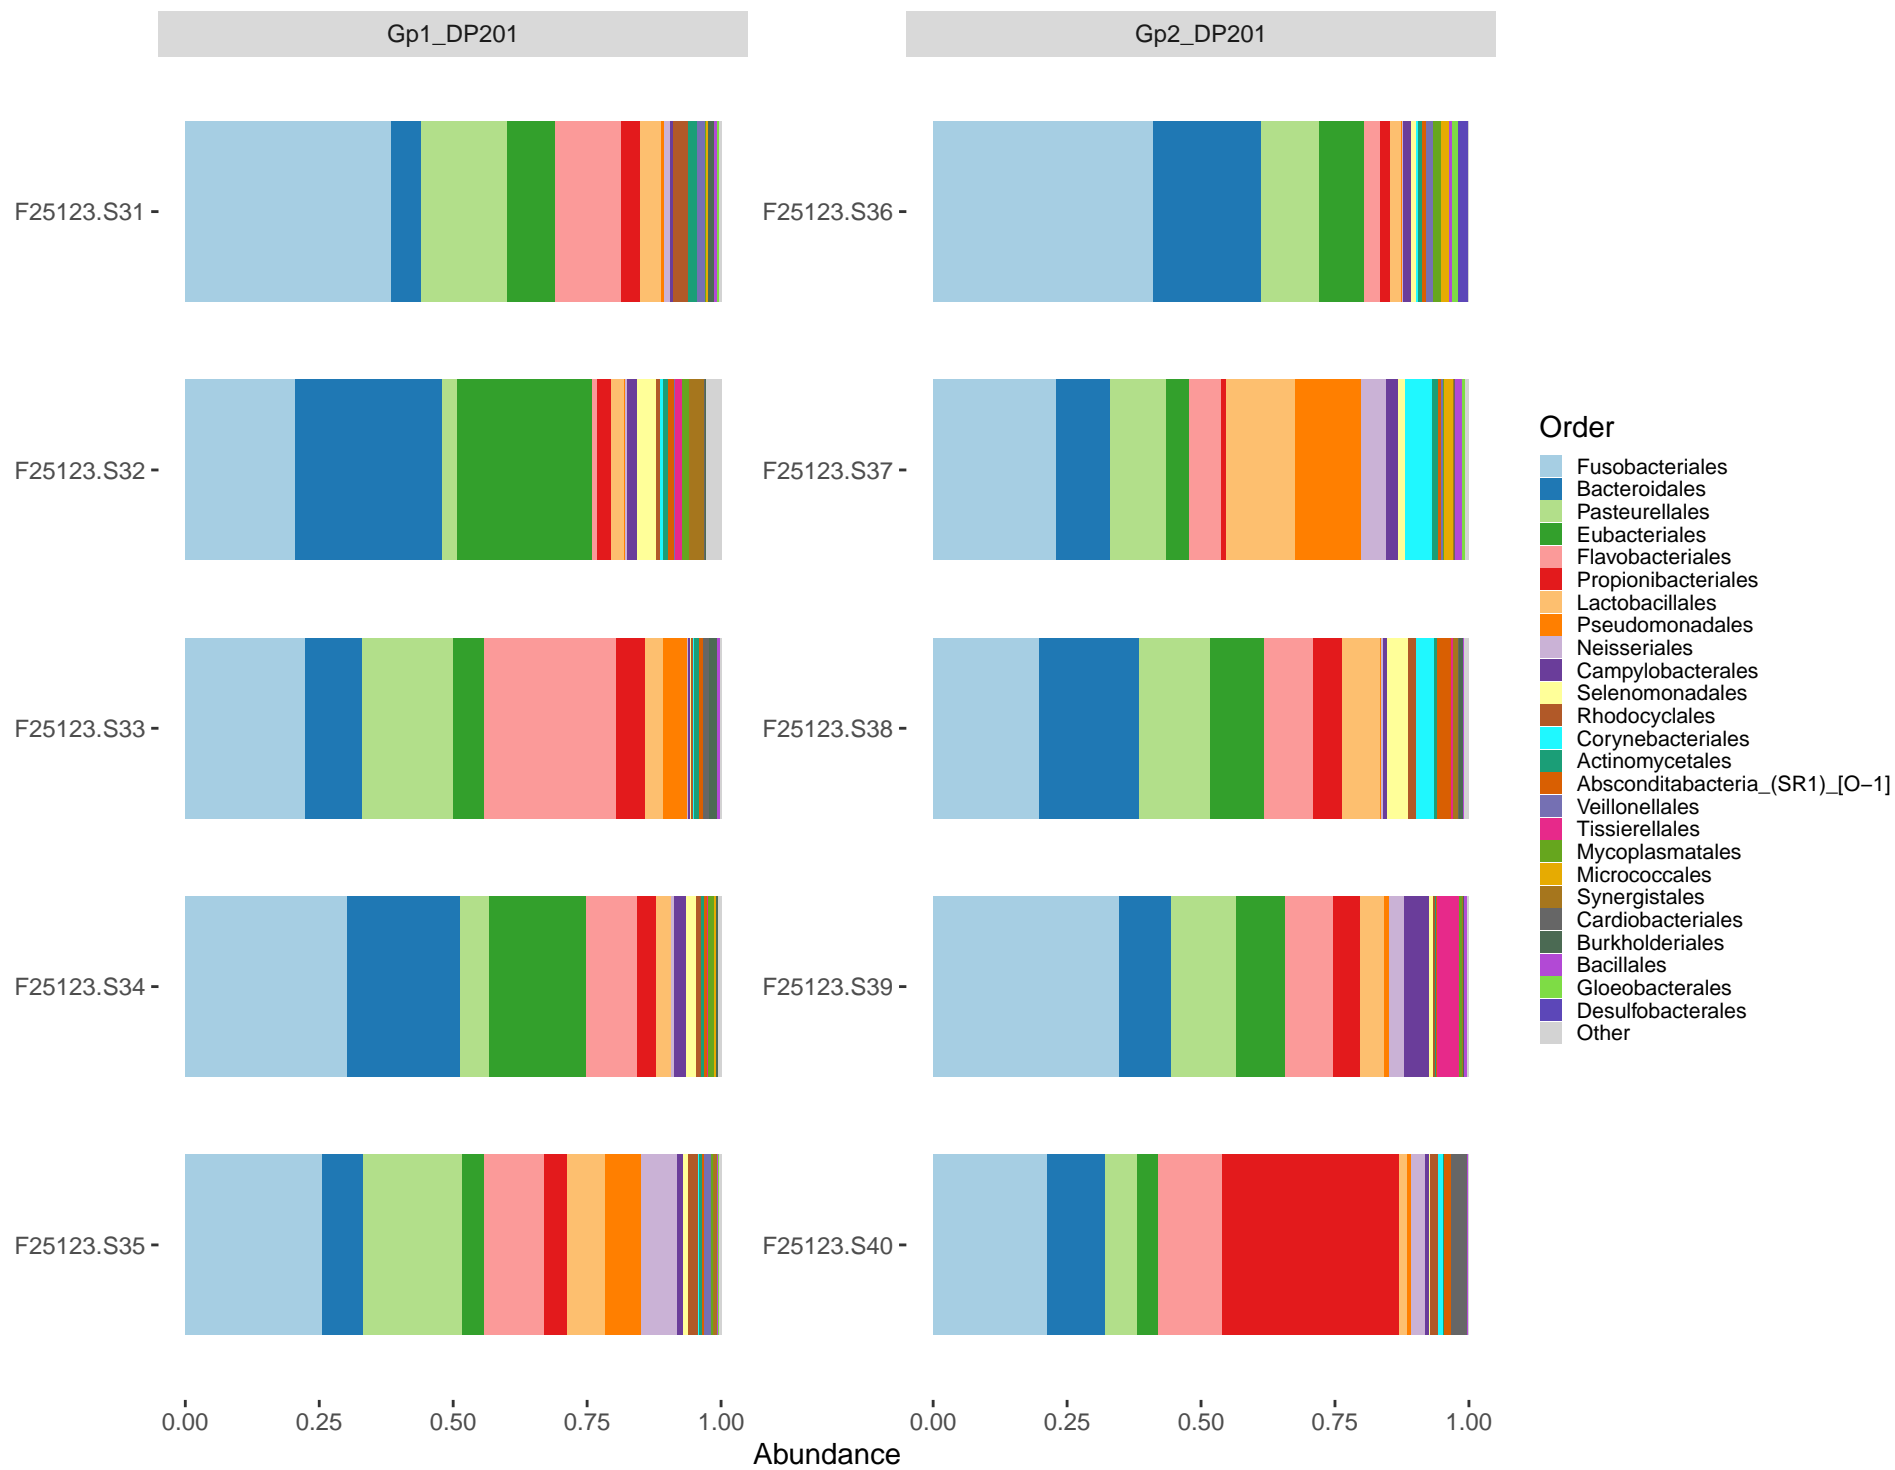 Gp1_DP201
Gp2_DP201
F25123.S31
F25123.S36
F25123.S32
F25123.S37
F25123.S33
F25123.S38
F25123.S34
F25123.S39
F25123.S35
F25123.S40
0.00 0.25 0.50 0.75 1.00
0.00 0.25 0.50 0.75 1.00
Abundance
Order
Fusobacteriales
Bacteroidales
Pasteurellales
Eubacteriales
Flavobacteriales
Propionibacteriales
Lactobacillales
Pseudomonadales
Neisseriales
Campylobacterales
Selenomonadales
Rhodocyclales
Corynebacteriales
Actinomycetales
Absconditabacteria_(SR1)_[O−1]
Veillonellales
Tissierellales
Mycoplasmatales
Micrococcales
Synergistales
Cardiobacteriales
Burkholderiales
Bacillales
Gloeobacterales
Desulfobacterales
Other